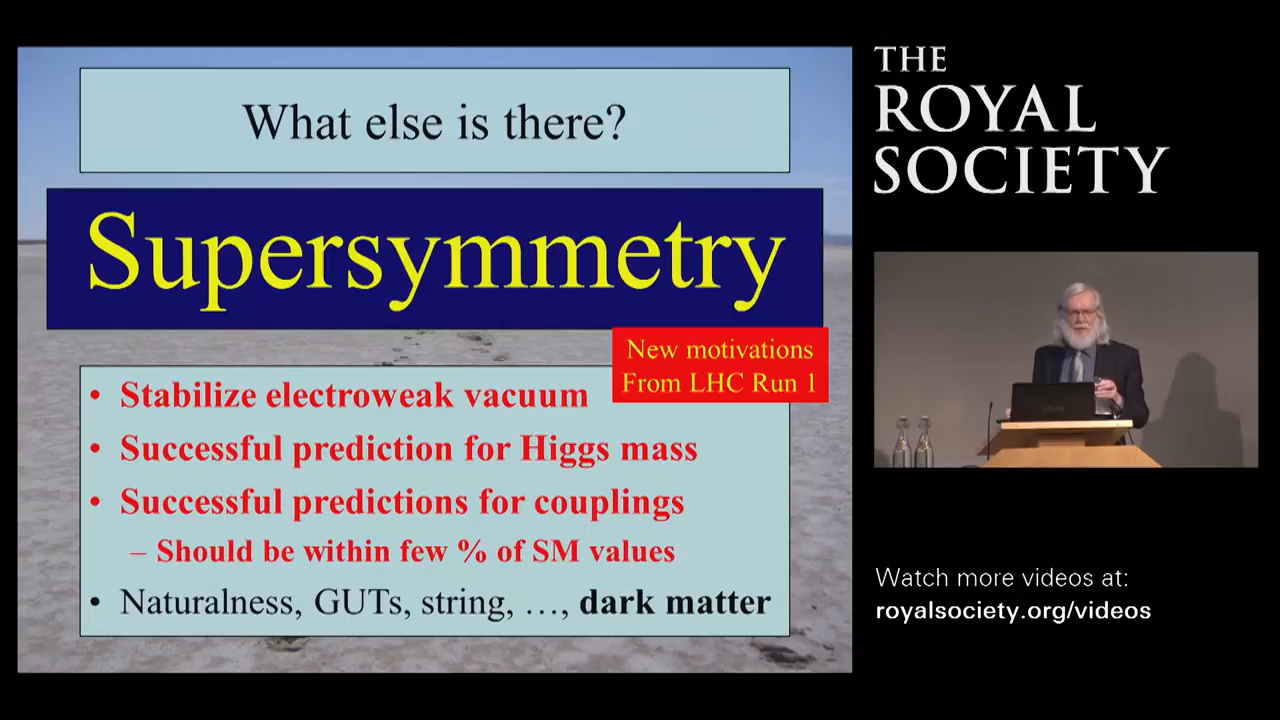 What else is there?
Supersymmetry
New motivations
From LHC Run 1
• Stabilize electroweak vacuum
• Successful prediction for Higgs mass
• Successful predictions for couplings
– Should be within few % of SM values
• Naturalness, GUTs, string, …, dark matter
THE
ROYAL
SOCIETY
Watch more videos at:
royalsociety.org/videos